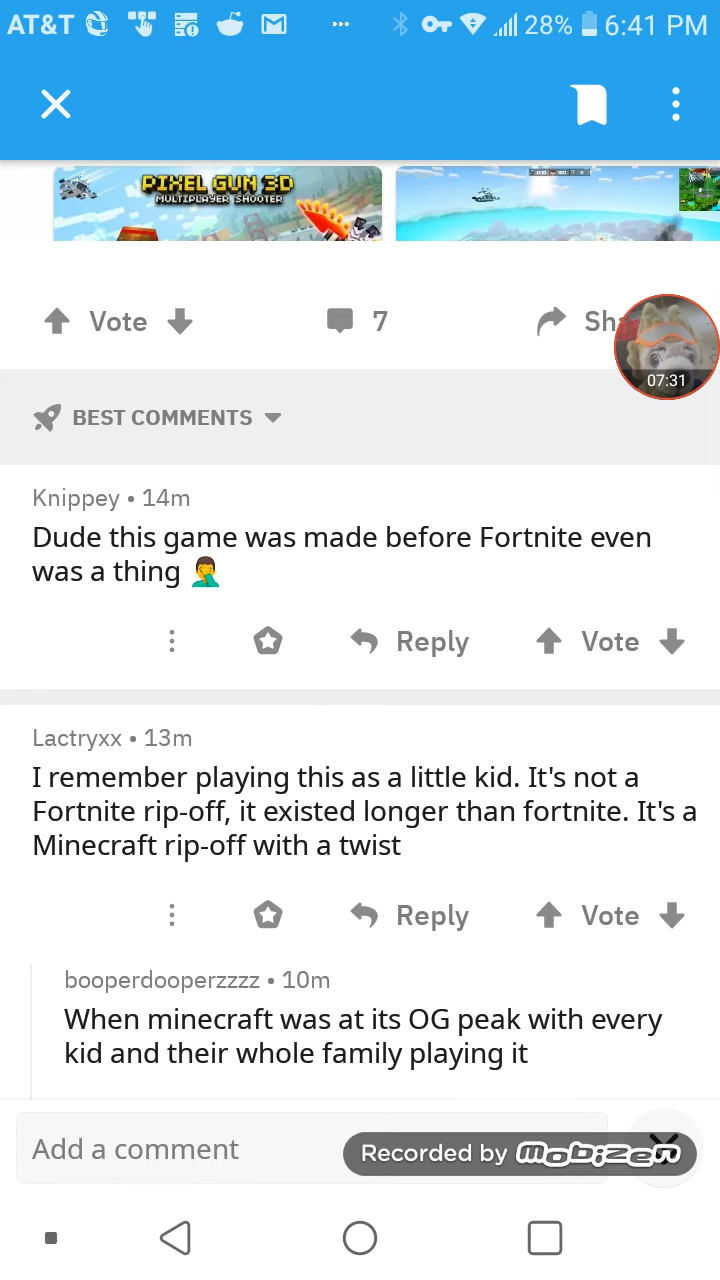 AT&T
28% 6:41 PM
PIXEL GUN 3D
MULTIPLAYER SHOOTER
Vote
7
Sh
07:31
BEST COMMENTS
Knippey • 14m
Dude this game was made before Fortnite even
was a thing 🤦‍♂️
Reply
Vote
Lactryxx • 13m
I remember playing this as a little kid. It's not a
Fortnite rip-off, it existed longer than fortnite. It's a
Minecraft rip-off with a twist
Reply
Vote
booperdooperzzzz • 10m
When minecraft was at its OG peak with every
kid and their whole family playing it
Add a comment
Recorded by mobizen